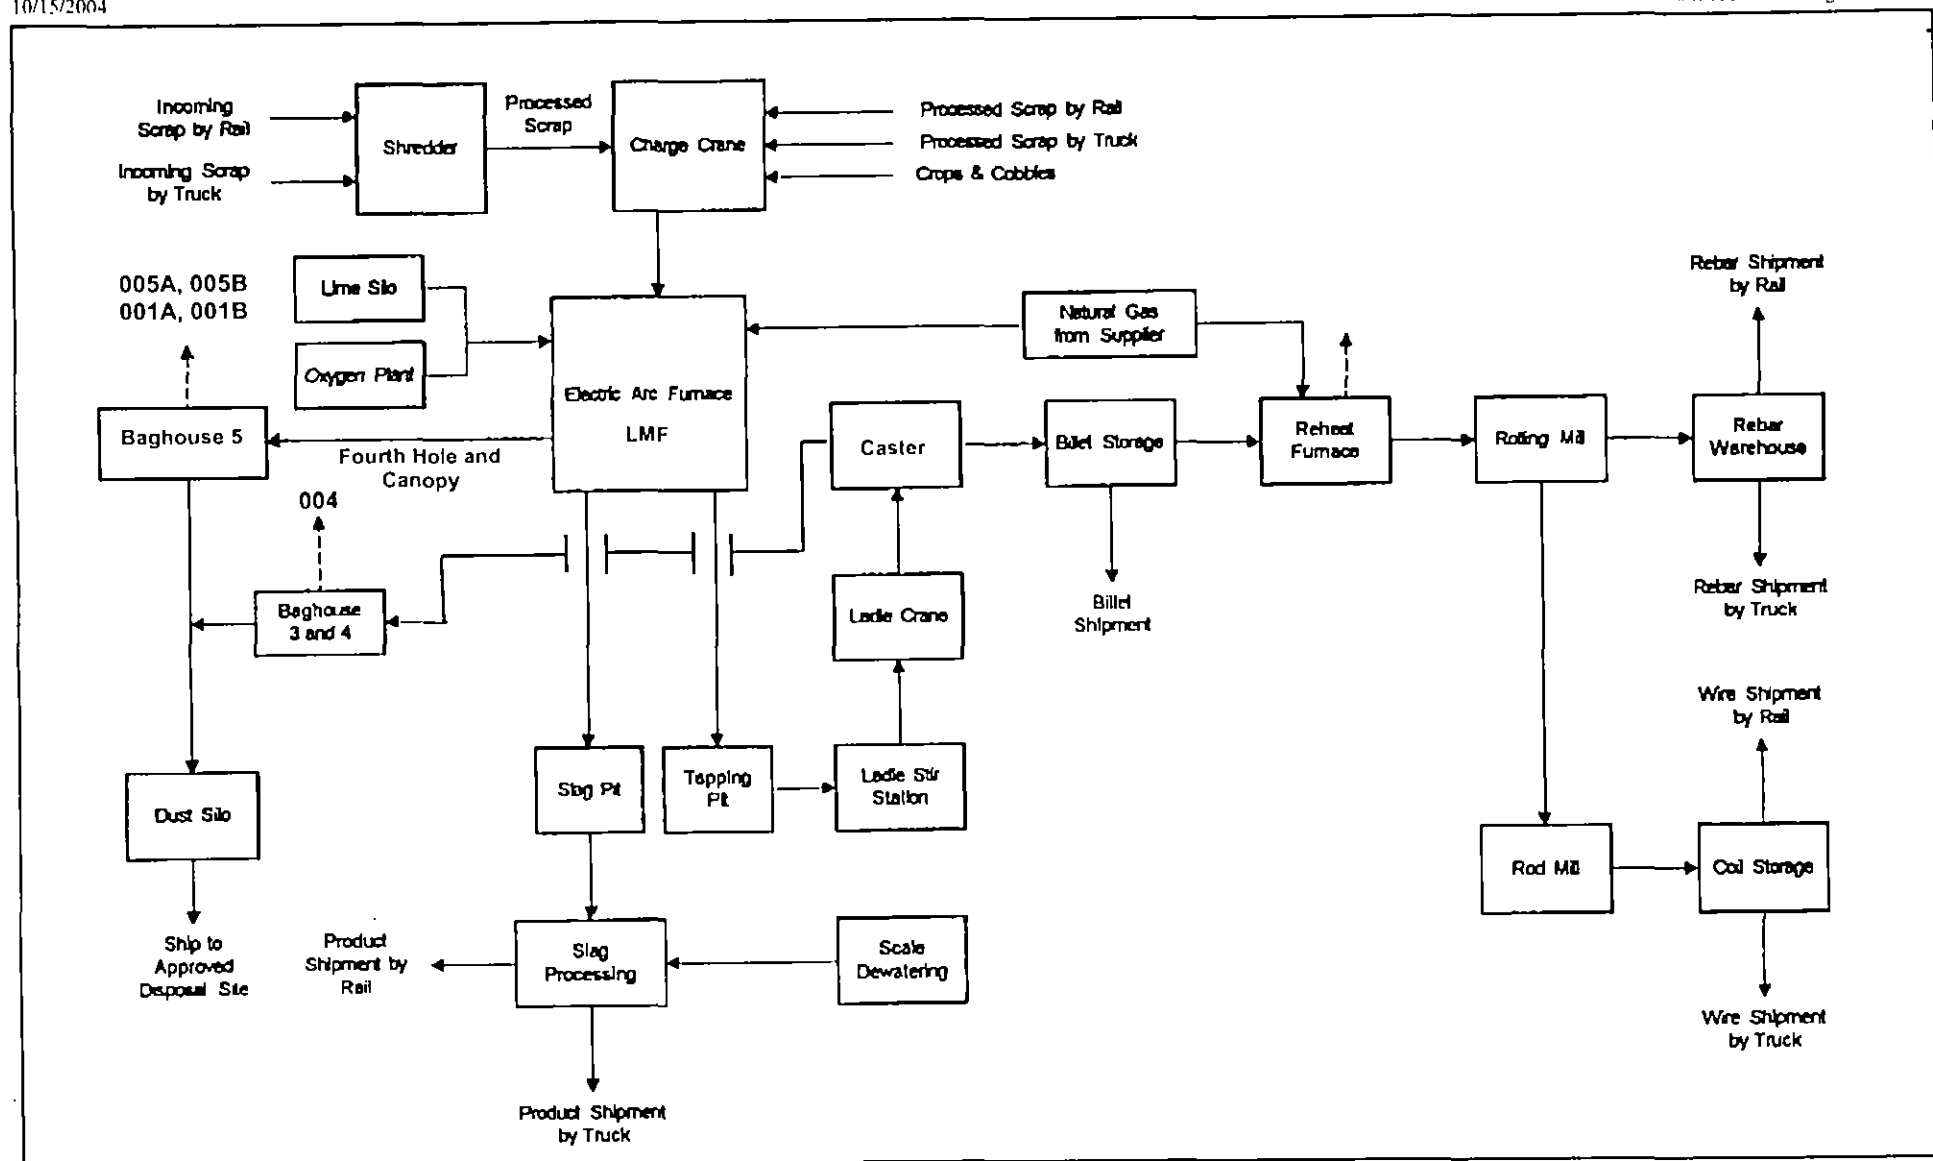 10/15/2004
Incoming
Scrap by Rail
Incoming Scrap
by Truck
Shredder
Processed
Scrap
Charge Crane
Processed Scrap by Rail
Processed Scrap by Truck
Crops & Cobbles
005A, 005B
001A, 001B
Lime Silo
Oxygen Plant
Electric Arc Furnace
LMF
Natural Gas
from Supplier
Rebar Shipment
by Rail
Baghouse 5
Fourth Hole and
Canopy
Caster
Billet Storage
Reheat
Furnace
Rolling Mill
Rebar
Warehouse
004
Baghouse
3 and 4
Ladle Crane
Billet
Shipment
Rebar Shipment
by Truck
Wire Shipment
by Rail
Dust Silo
Slag Pit
Tapping
Pit
Ladle Stir
Station
Rod Mill
Coil Storage
Ship to
Approved
Disposal Site
Product
Shipment by
Rail
Slag
Processing
Scale
Dewatering
Wire Shipment
by Truck
Product Shipment
by Truck